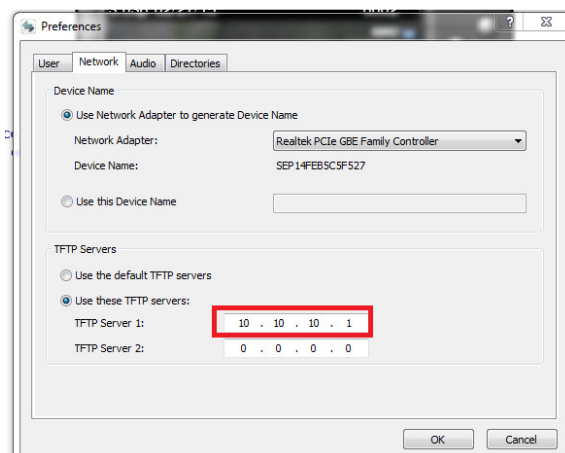 Preferences
User Network Audio Directories
Device Name
Use Network Adapter to generate Device Name
Network Adapter: Realtek PCIe GBE Family Controller
Device Name: SEP14FEB5C5F527
Use this Device Name
TFTP Servers
Use the default TFTP servers
Use these TFTP servers:
TFTP Server 1: 10 . 10 . 10 . 1
TFTP Server 2: 0 . 0 . 0 . 0
OK Cancel